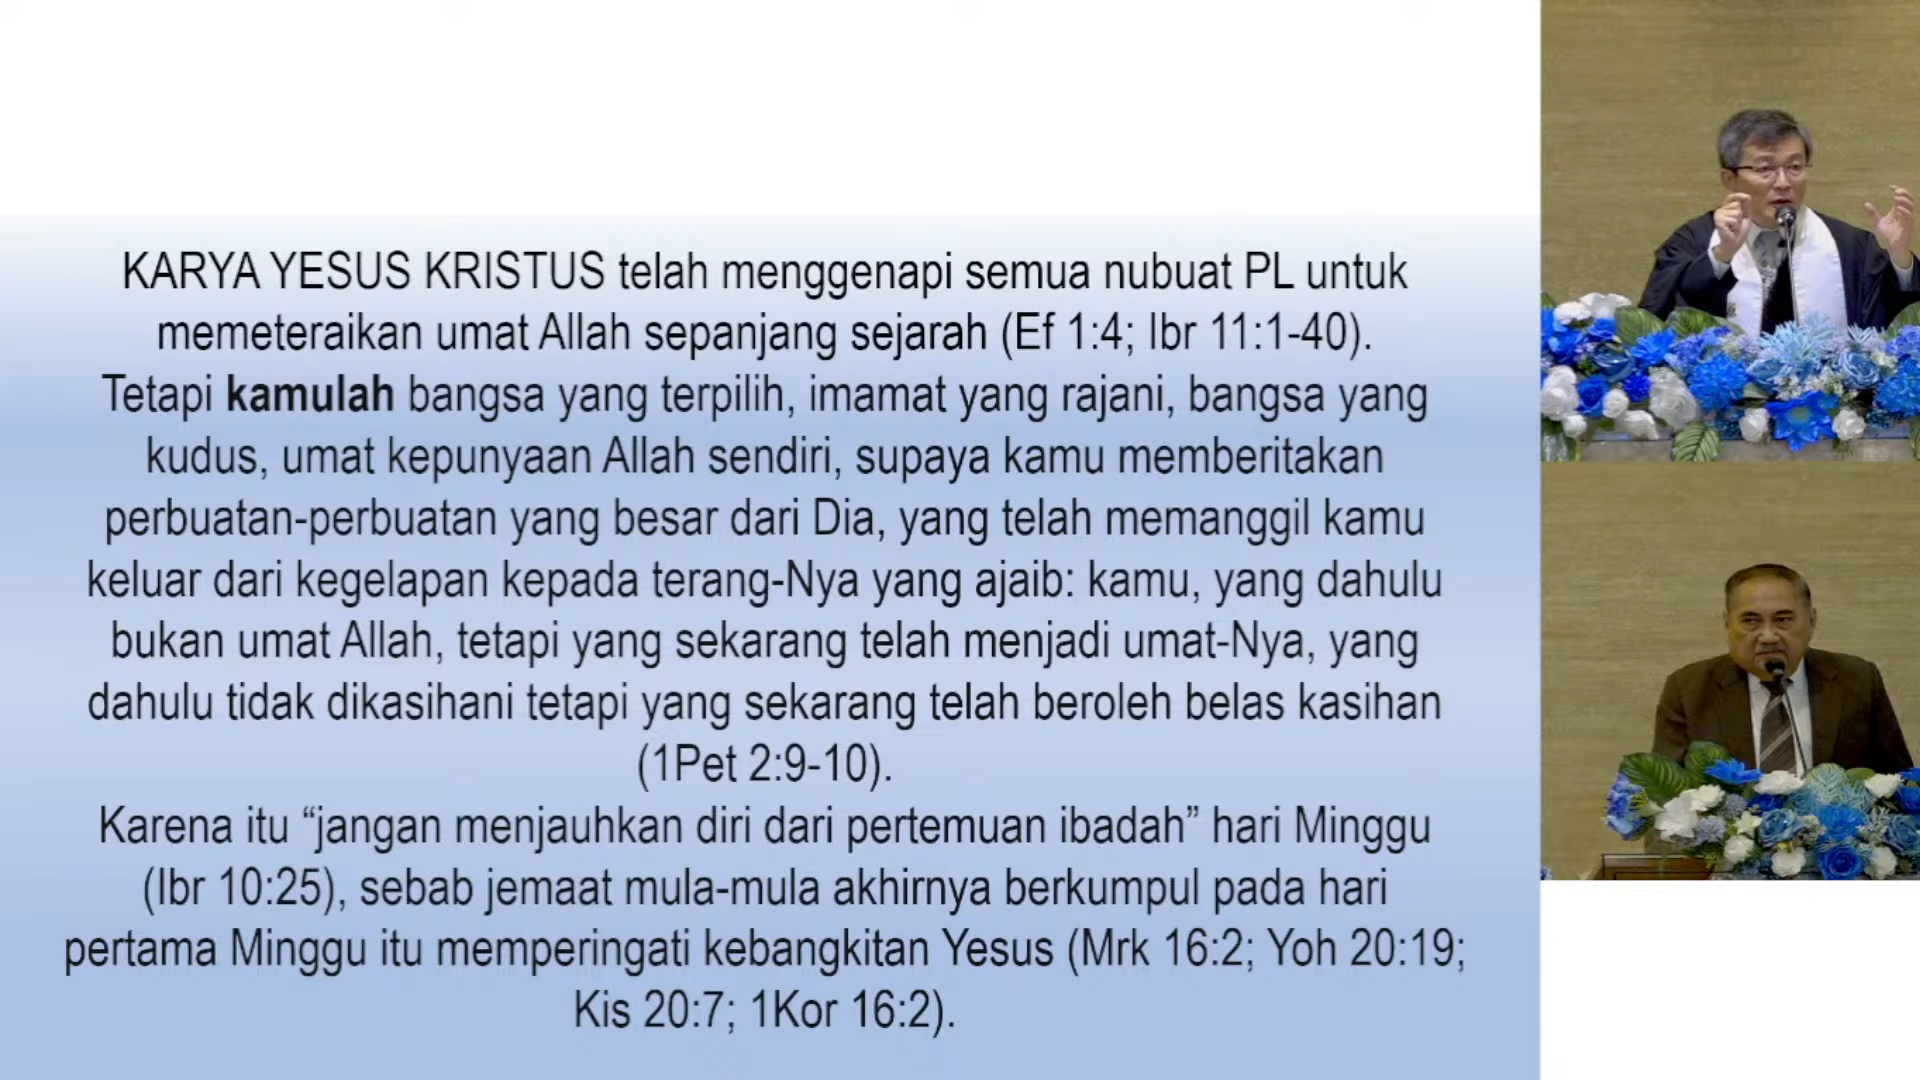 KARYA YESUS KRISTUS telah menggenapi semua nubuat PL untuk
memeteraikan umat Allah sepanjang sejarah (Ef 1:4; Ibr 11:1-40).
Tetapi kamulah bangsa yang terpilih, imamat yang rajani, bangsa yang
kudus, umat kepunyaan Allah sendiri, supaya kamu memberitakan
perbuatan-perbuatan yang besar dari Dia, yang telah memanggil kamu
keluar dari kegelapan kepada terang-Nya yang ajaib: kamu, yang dahulu
bukan umat Allah, tetapi yang sekarang telah menjadi umat-Nya, yang
dahulu tidak dikasihani tetapi yang sekarang telah beroleh belas kasihan
(1Pet 2:9-10).
Karena itu “jangan menjauhkan diri dari pertemuan ibadah” hari Minggu
(Ibr 10:25), sebab jemaat mula-mula akhirnya berkumpul pada hari
pertama Minggu itu memperingati kebangkitan Yesus (Mrk 16:2; Yoh 20:19;
Kis 20:7; 1Kor 16:2).